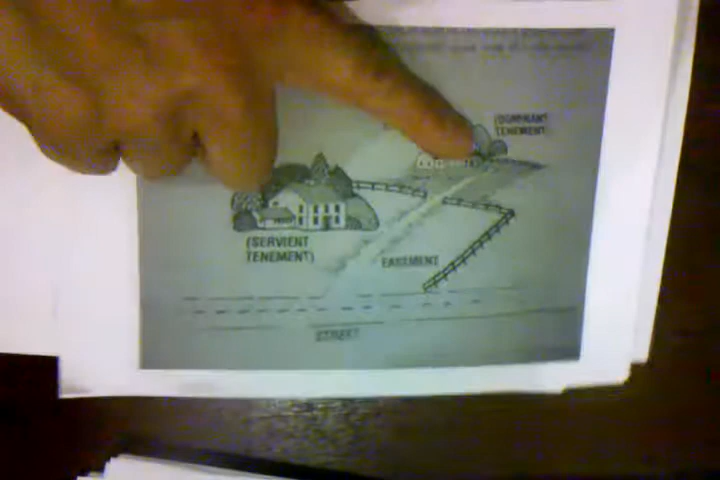 (DOMINANT
TENEMENT
(SERVIENT
TENEMENT)
EASEMENT
STREET